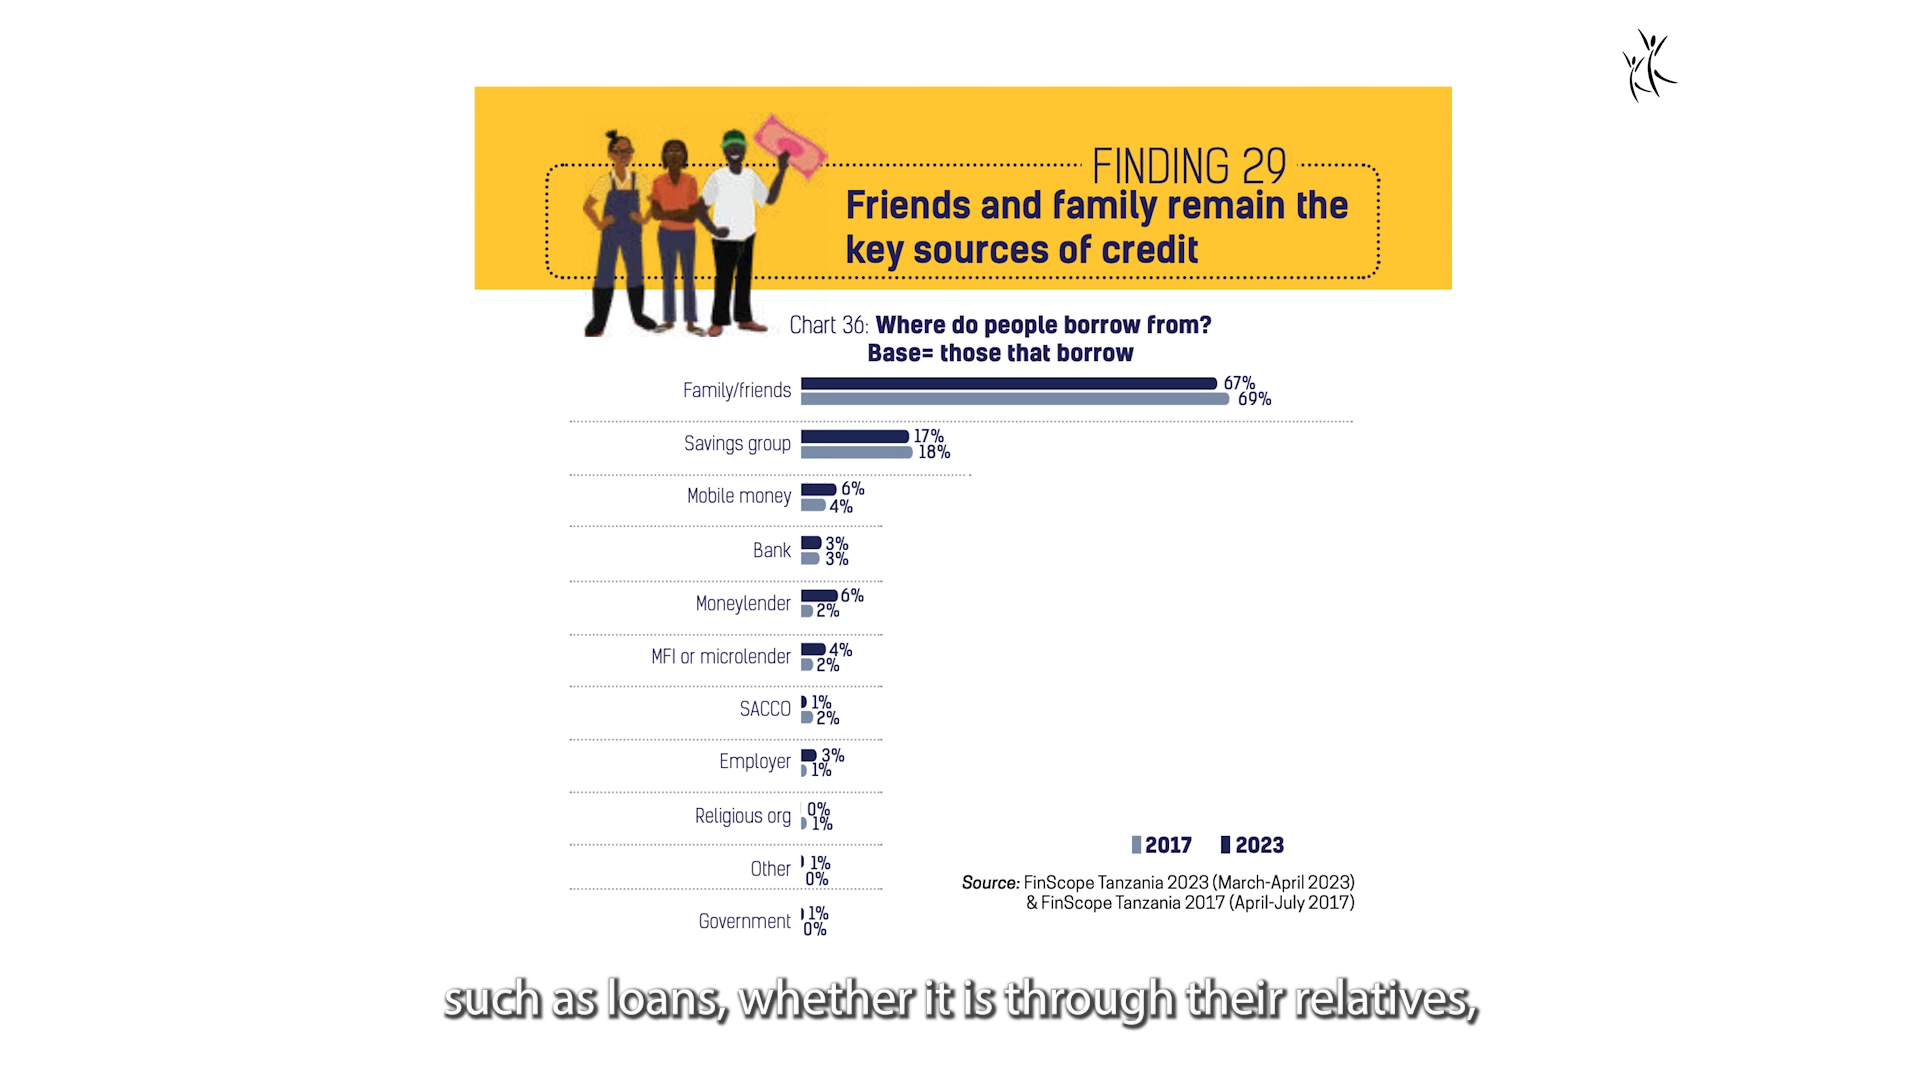 FINDING 29
Friends and family remain the
key sources of credit
Chart 36: Where do people borrow from?
Base= those that borrow
Family/friends
67%
69%
Savings group
17%
18%
Mobile money
6%
4%
Bank
3%
3%
Moneylender
6%
2%
MFI or microlender
4%
2%
SACCO
1%
2%
Employer
3%
1%
Religious org
0%
1%
Other
1%
0%
Government
1%
0%
2017 2023
Source: FinScope Tanzania 2023 (March-April 2023)
& FinScope Tanzania 2017 (April-July 2017)
such as loans, whether it is through their relatives,